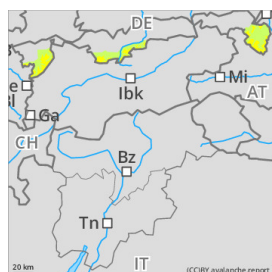 DE
Mi
Ibk
AT
Ga
CH
Bz
Tn
IT
20 km
(CC)BY avalanche.report